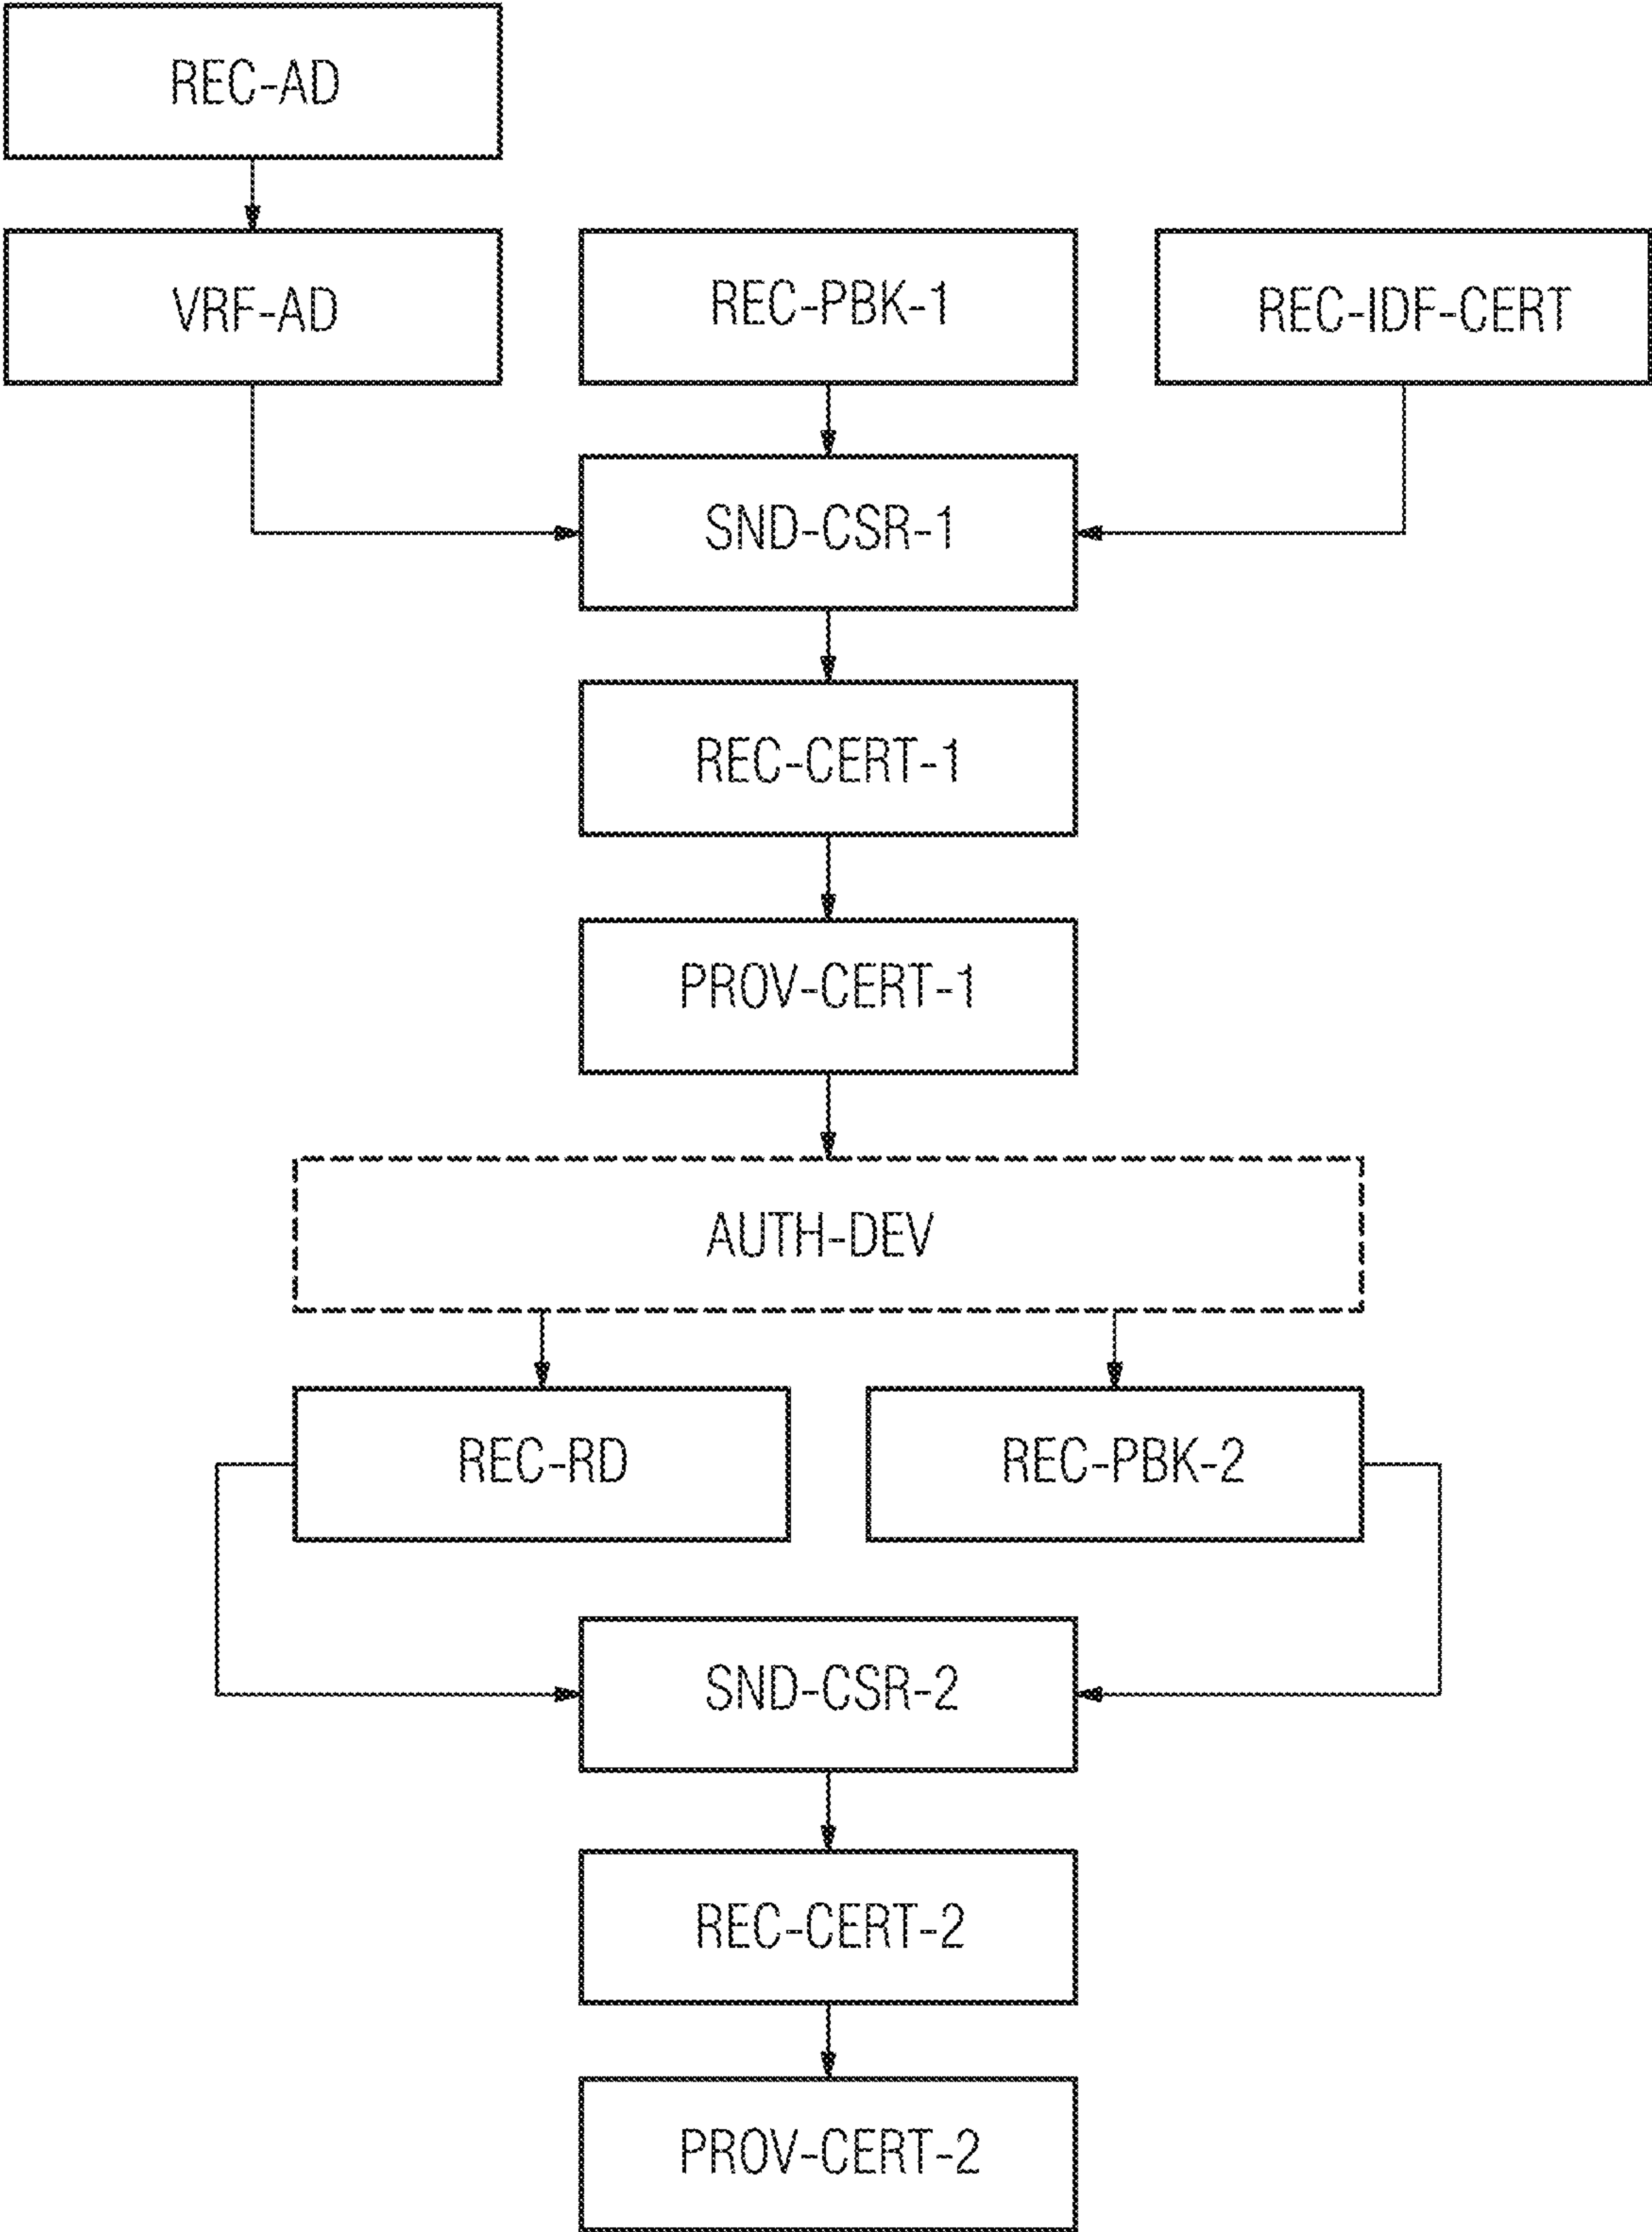 REC-AD
VRF-AD
REC-PBK-1
REC-IDF-CERT
SND-CSR-1
REC-CERT-1
PROV-CERT-1
AUTH-DEV
REC-RD
REC-PBK-2
SND-CSR-2
REC-CERT-2
PROV-CERT-2